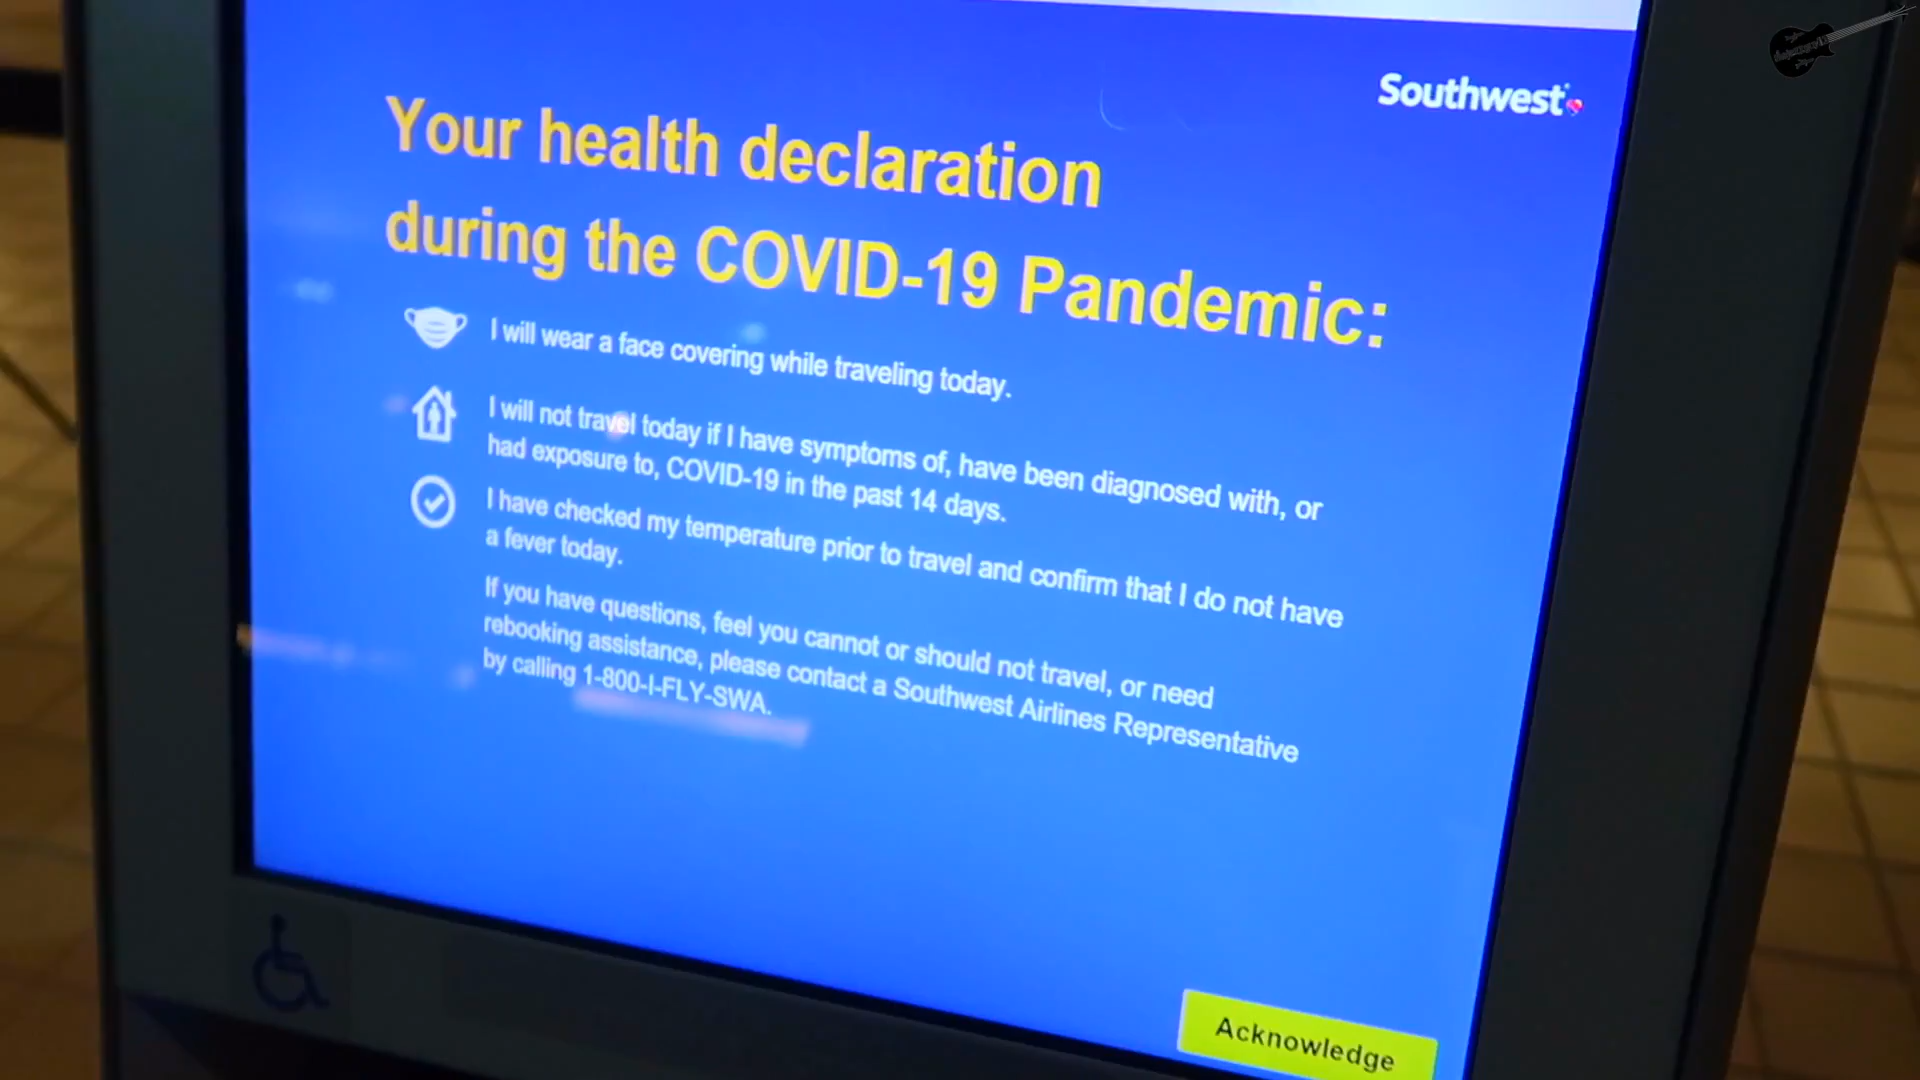 Southwest
Your health declaration
during the COVID-19 Pandemic:
I will wear a face covering while traveling today.
I will not travel today if I have symptoms of, have been diagnosed with, or
had exposure to, COVID-19 in the past 14 days.
I have checked my temperature prior to travel and confirm that I do not have
a fever today.
If you have questions, feel you cannot or should not travel, or need
rebooking assistance, please contact a Southwest Airlines Representative
by calling 1-800-I-FLY-SWA.
Acknowledge